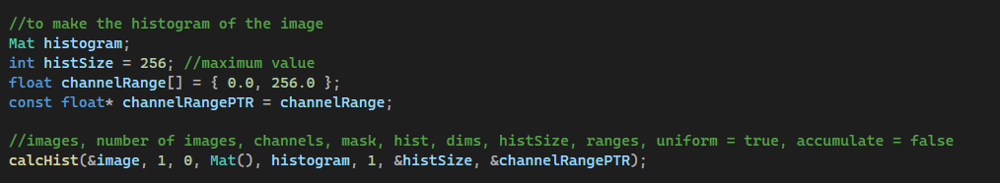 //to make the histogram of the image
Mat histogram;
int histSize = 256; //maximum value
float channelRange[] = { 0.0, 256.0 };
const float* channelRangePTR = channelRange;
//images, number of images, channels, mask, hist, dims, histSize, ranges, uniform = true, accumulate = false
calcHist(&image, 1, 0, Mat(), histogram, 1, &histSize, &channelRangePTR);